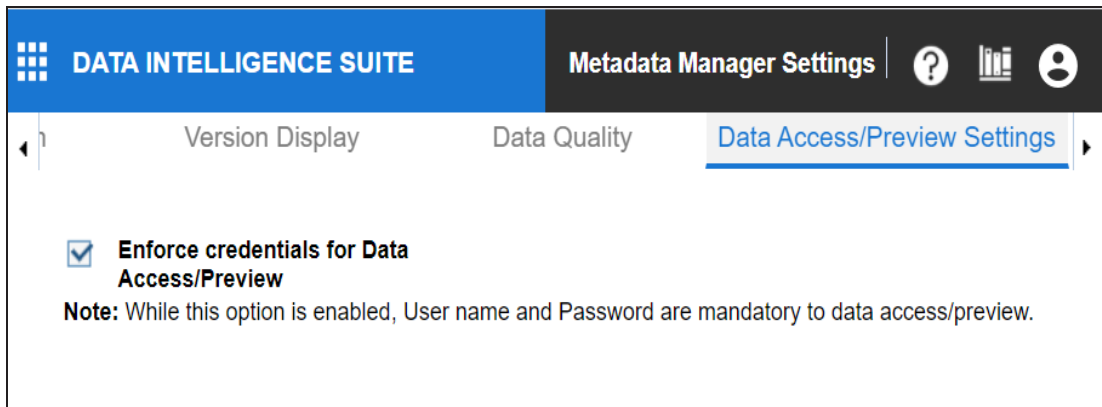 DATA INTELLIGENCE SUITE
Metadata Manager Settings
Version Display
Data Quality
Data Access/Preview Settings
Enforce credentials for Data
Access/Preview
Note: While this option is enabled, User name and Password are mandatory to data access/preview.